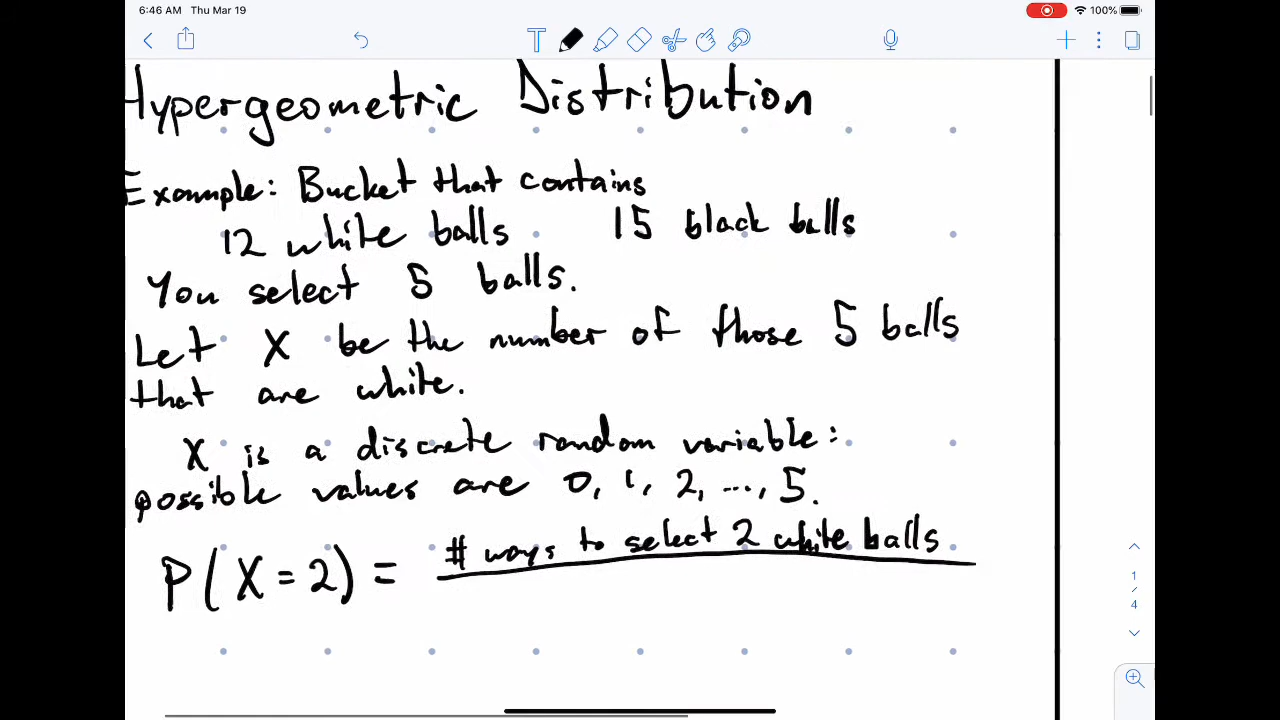 6:46 AM Thu Mar 19
100%
Hypergeometric Distribution
Example: Bucket that contains
12 white balls 15 black balls
You select 5 balls.
Let X be the number of those 5 balls
that are white.
X is a discrete random variable:
possible values are 0, 1, 2, ..., 5.
# ways to select 2 white balls
P(X=2) =
1
/
4